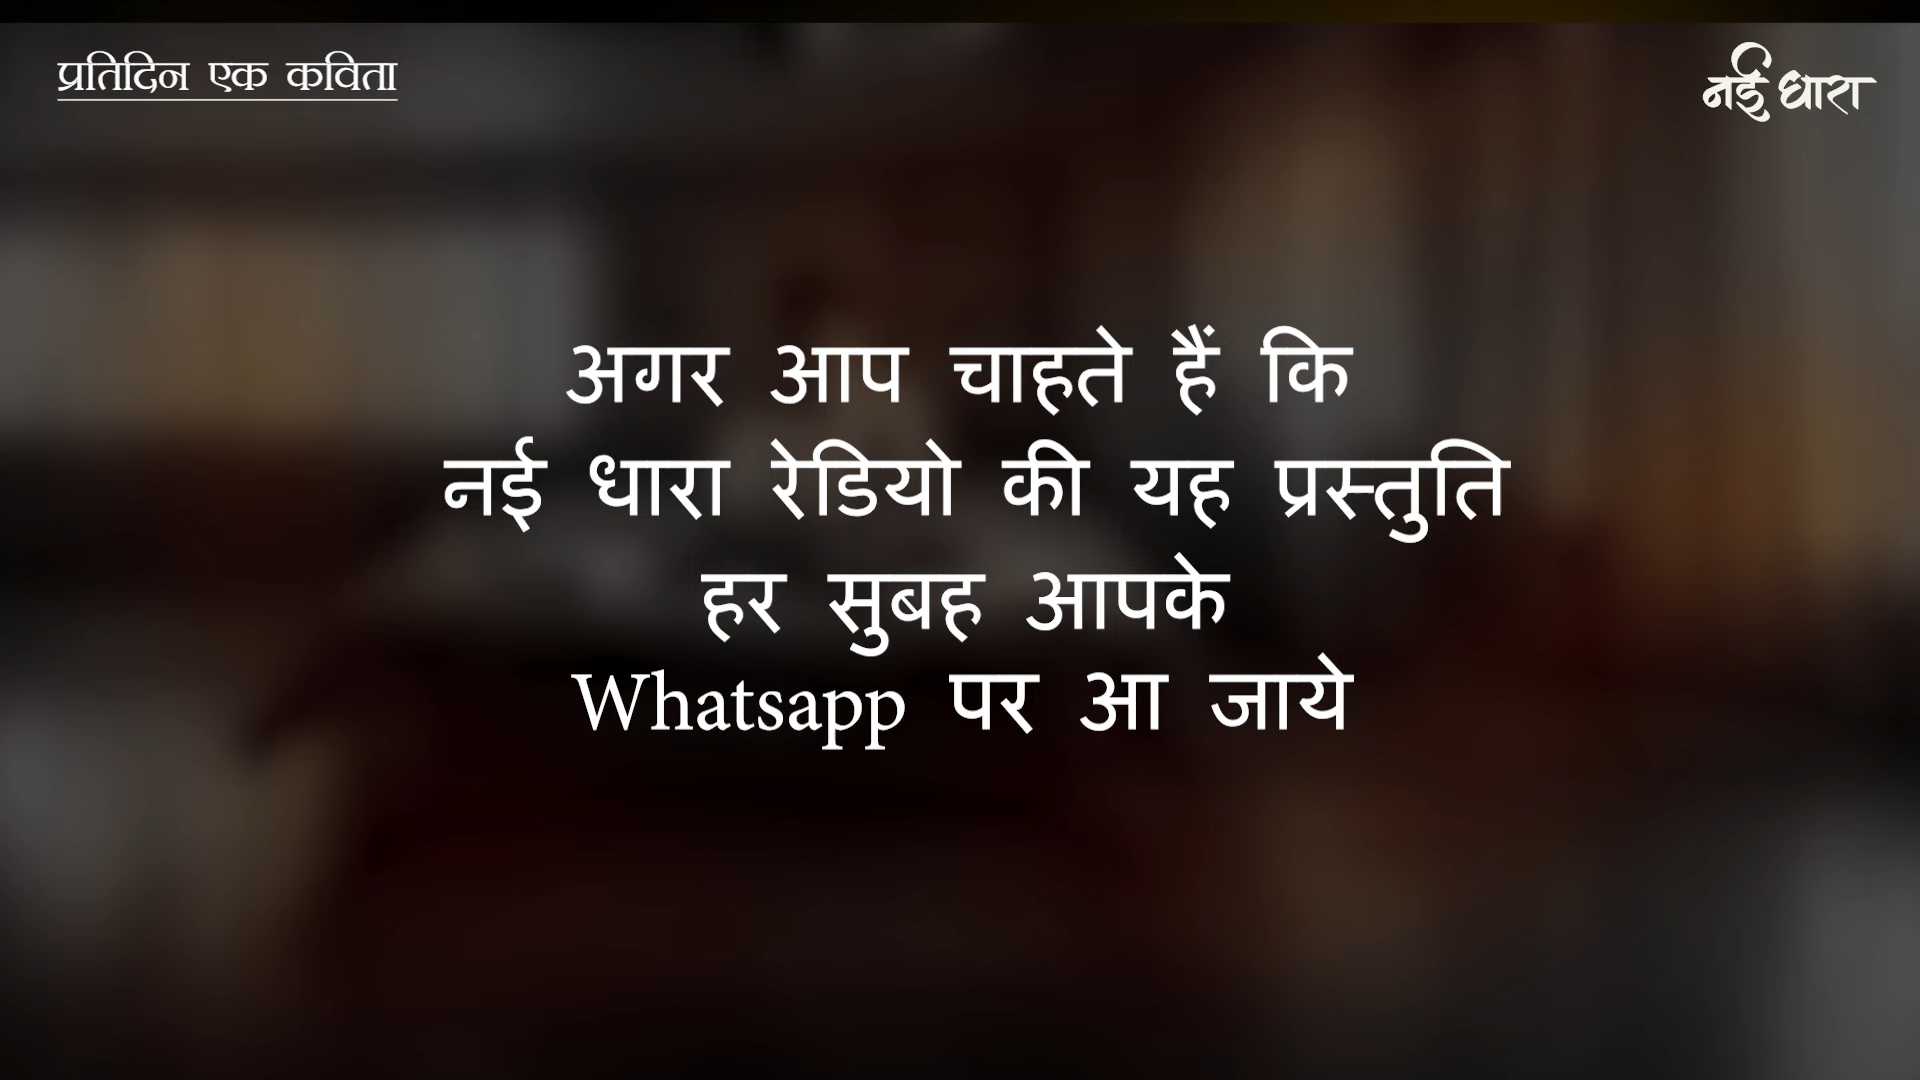 प्रतिदिन एक कविता
नई धारा
अगर आप चाहते हैं कि
नई धारा रेडियो की यह प्रस्तुति
हर सुबह आपके
Whatsapp पर आ जाये